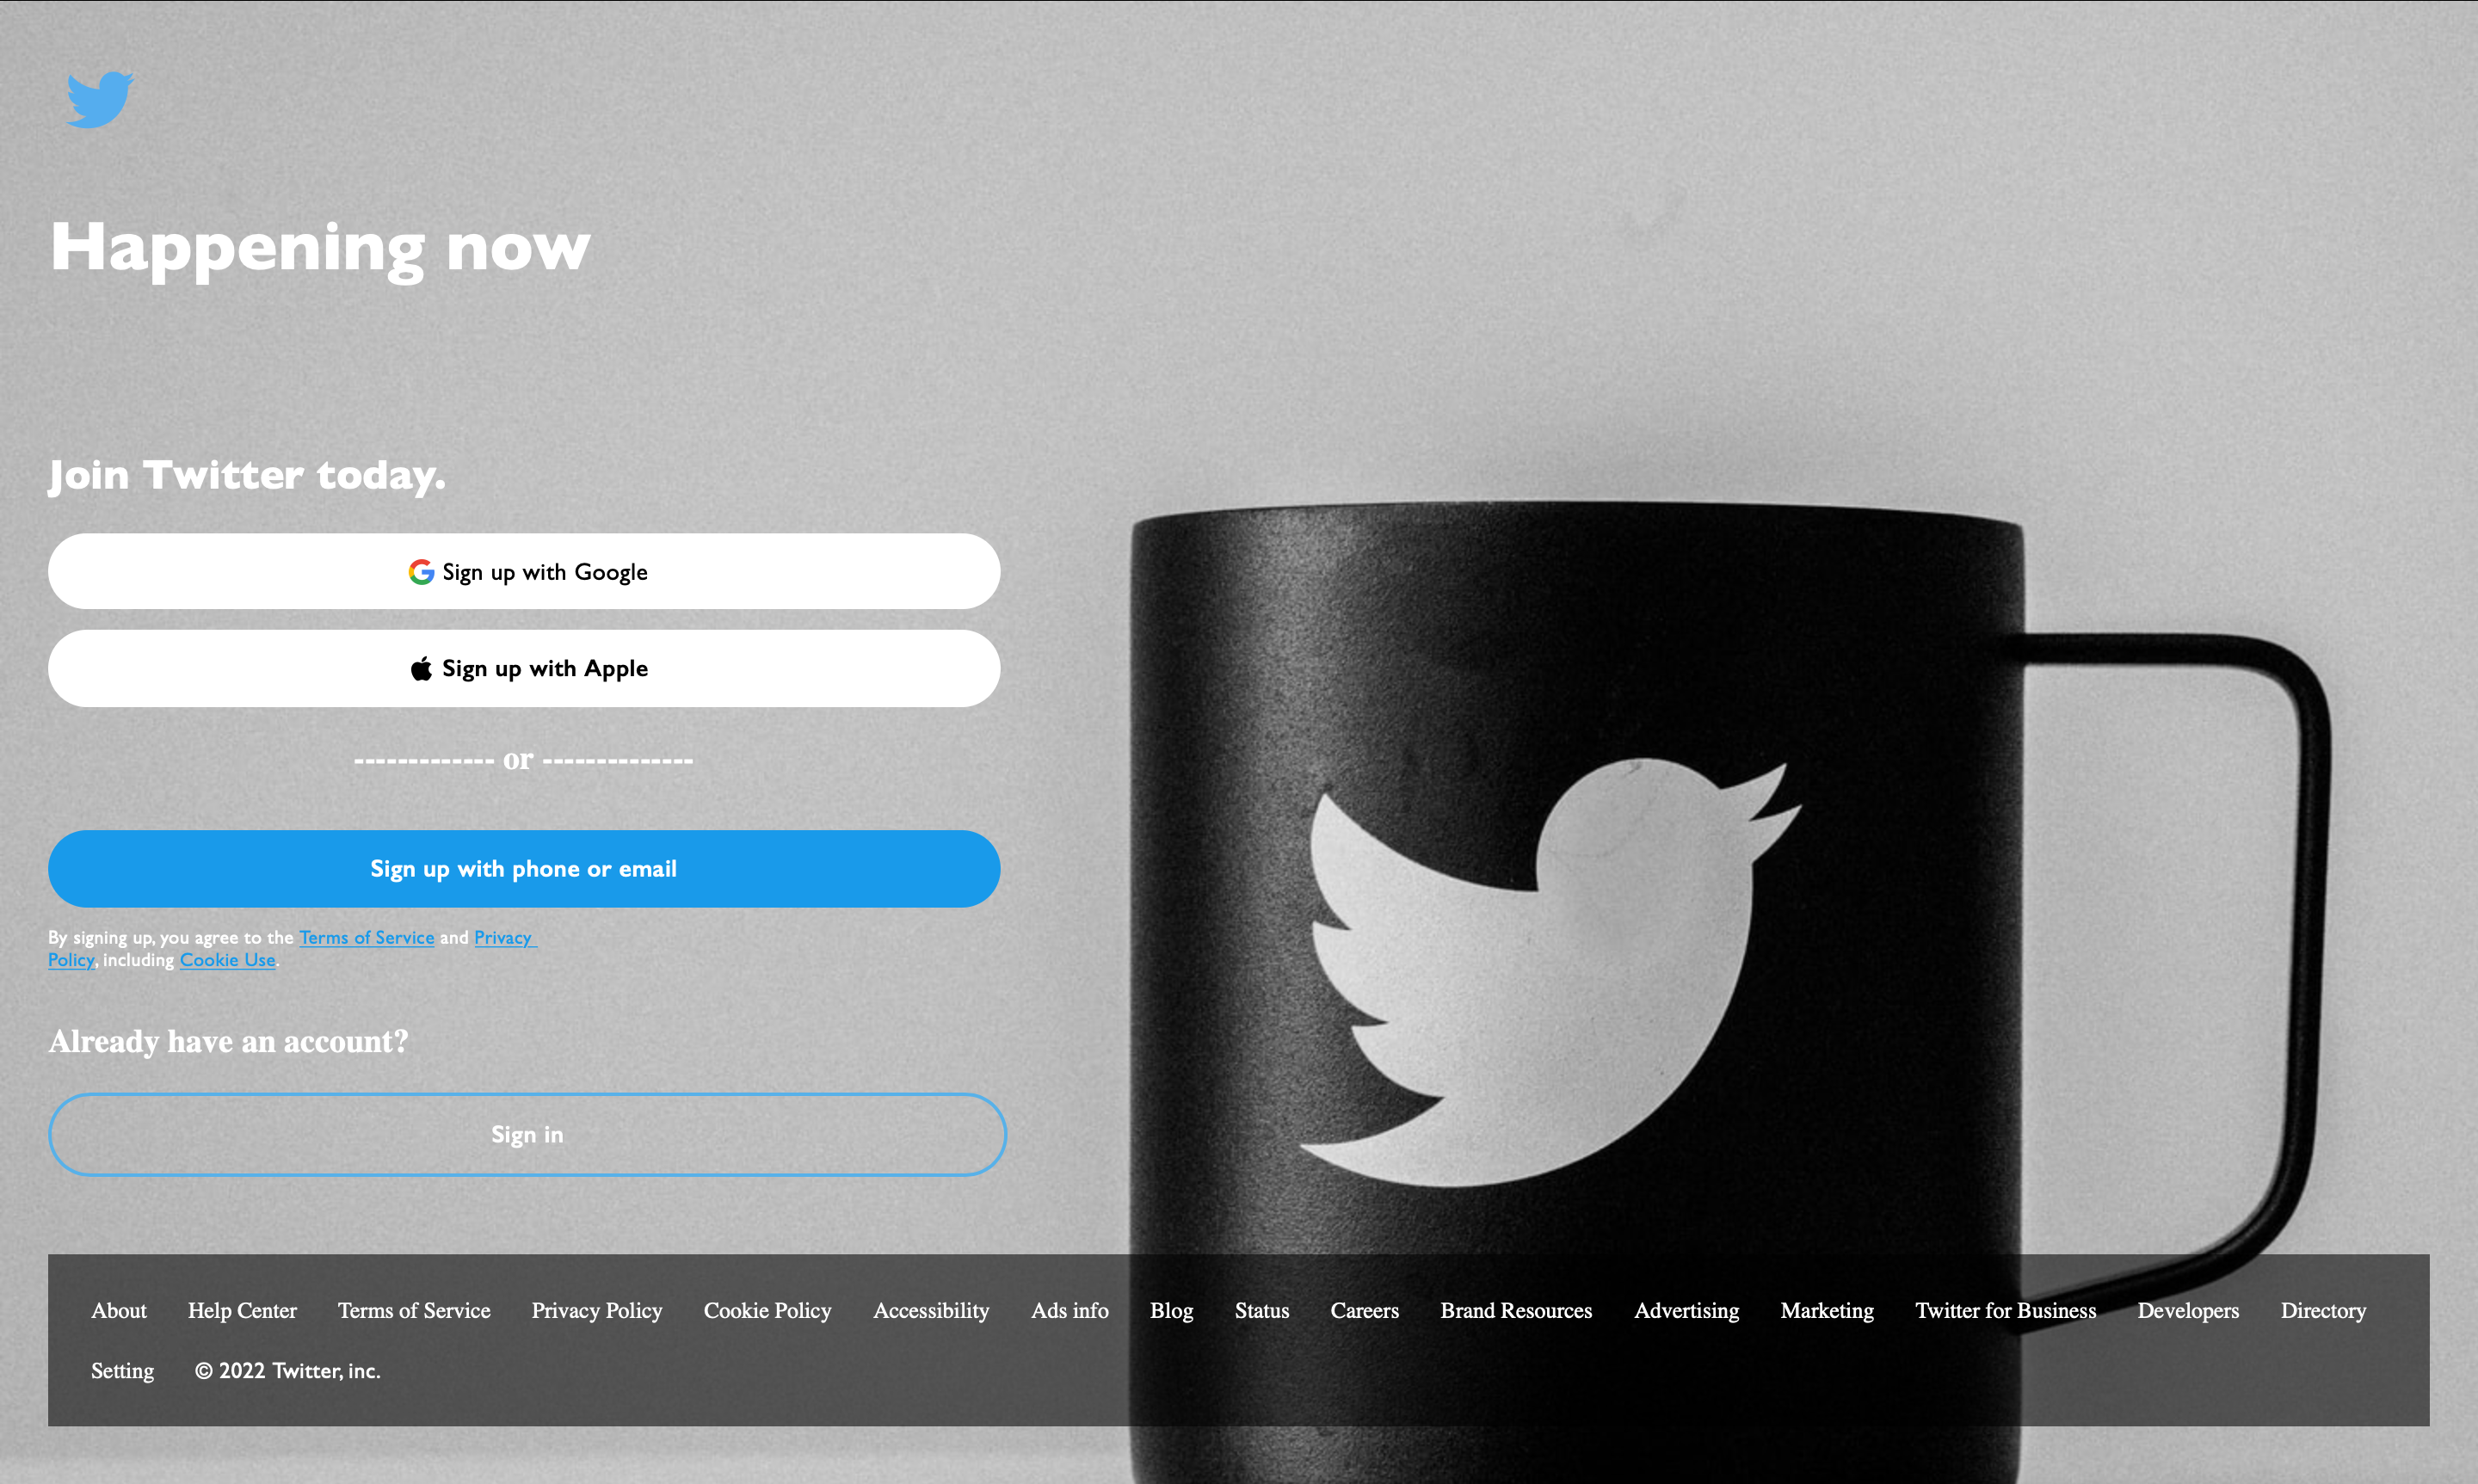 Happening now
Join Twitter today.
Sign up with Google
Sign up with Apple
------------- or --------------
Sign up with phone or email
By signing up, you agree to the Terms of Service and Privacy
Policy, including Cookie Use.
Already have an account?
Sign in
About Help Center Terms of Service Privacy Policy Cookie Policy Accessibility Ads info Blog Status Careers Brand Resources Advertising Marketing Twitter for Business Developers Directory
Setting © 2022 Twitter, inc.